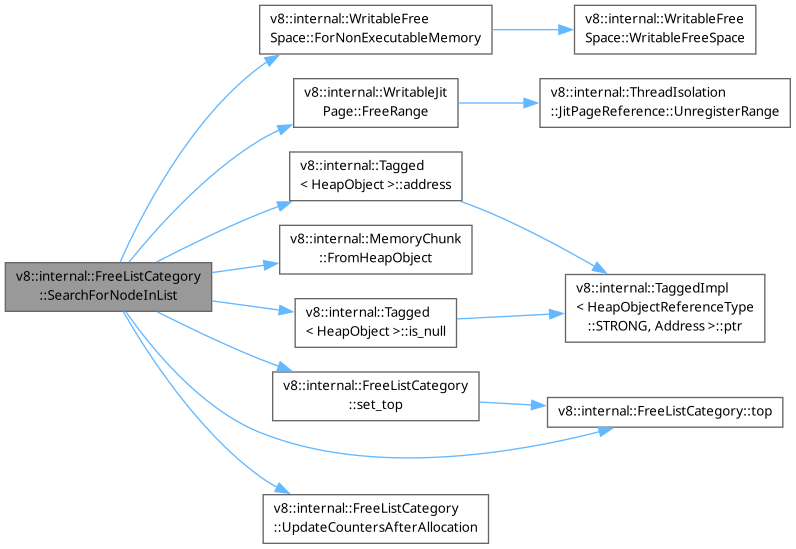 v8::internal::FreeListCategory
::SearchForNodeInList
v8::internal::WritableFree
Space::ForNonExecutableMemory
v8::internal::WritableFree
Space::WritableFreeSpace
v8::internal::WritableJit
Page::FreeRange
v8::internal::ThreadIsolation
::JitPageReference::UnregisterRange
v8::internal::Tagged
< HeapObject >::address
v8::internal::MemoryChunk
::FromHeapObject
v8::internal::Tagged
< HeapObject >::is_null
v8::internal::TaggedImpl
< HeapObjectReferenceType
::STRONG, Address >::ptr
v8::internal::FreeListCategory
::set_top
v8::internal::FreeListCategory::top
v8::internal::FreeListCategory
::UpdateCountersAfterAllocation